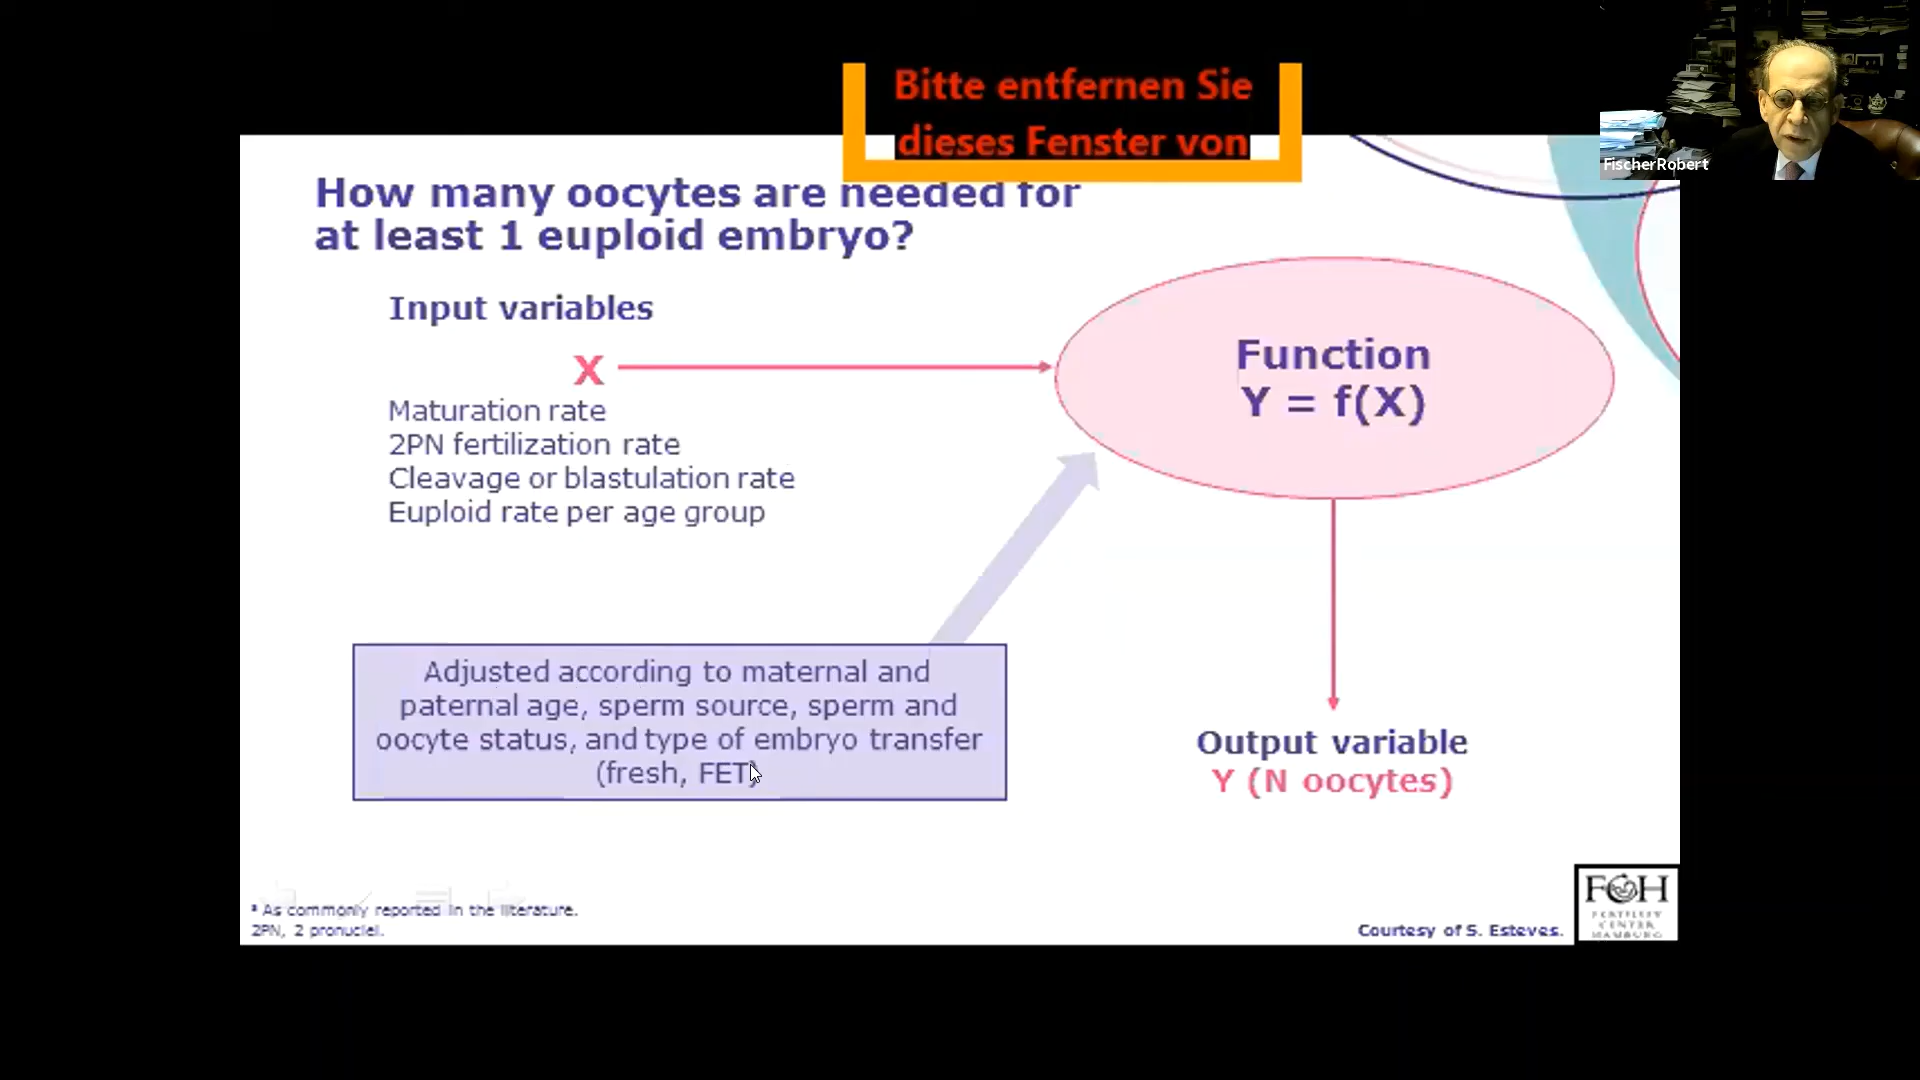 Bitte entfernen Sie
dieses Fenster von
FischerRobert
How many oocytes are needed for
at least 1 euploid embryo?
Input variables
X
Maturation rate
2PN fertilization rate
Cleavage or blastulation rate
Euploid rate per age group
Function
Y = f(X)
Adjusted according to maternal and
paternal age, sperm source, sperm and
oocyte status, and type of embryo transfer
(fresh, FET)
Output variable
Y (N oocytes)
As commonly reported in the literature.
2PN, 2 pronuclei.
Courtesy of S. Esteves.
FCH
FERTILITY
CENTER
HAMBURG